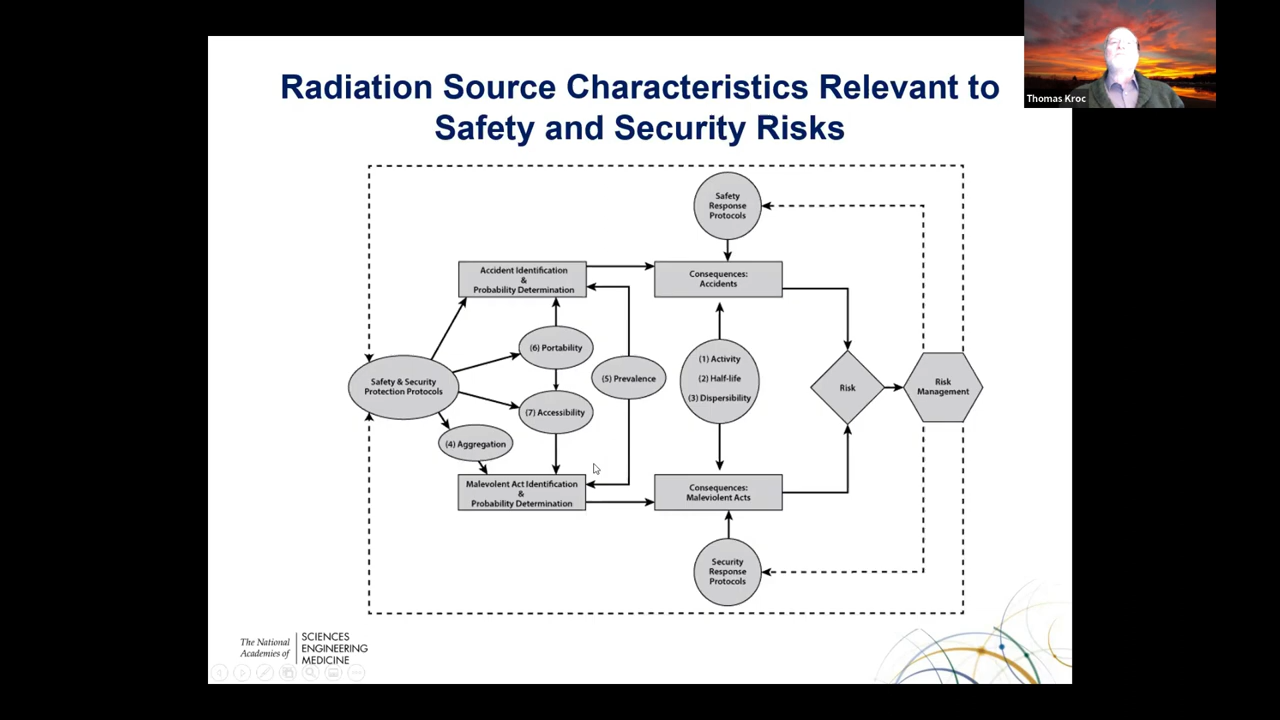 Radiation Source Characteristics Relevant to
Safety and Security Risks
Thomas Kroc
Safety
Response
Protocols
Accident Identification
&
Probability Determination
Consequences:
Accidents
(6) Portability
(5) Prevalence
(1) Activity
(2) Half-life
(3) Dispersibility
Safety & Security
Protection Protocols
(7) Accessibility
(4) Aggregation
Risk
Risk
Management
Malevolent Act Identification
&
Probability Determination
Consequences:
Maleviolent Acts
Security
Response
Protocols
The National
Academies of
SCIENCES
ENGINEERING
MEDICINE